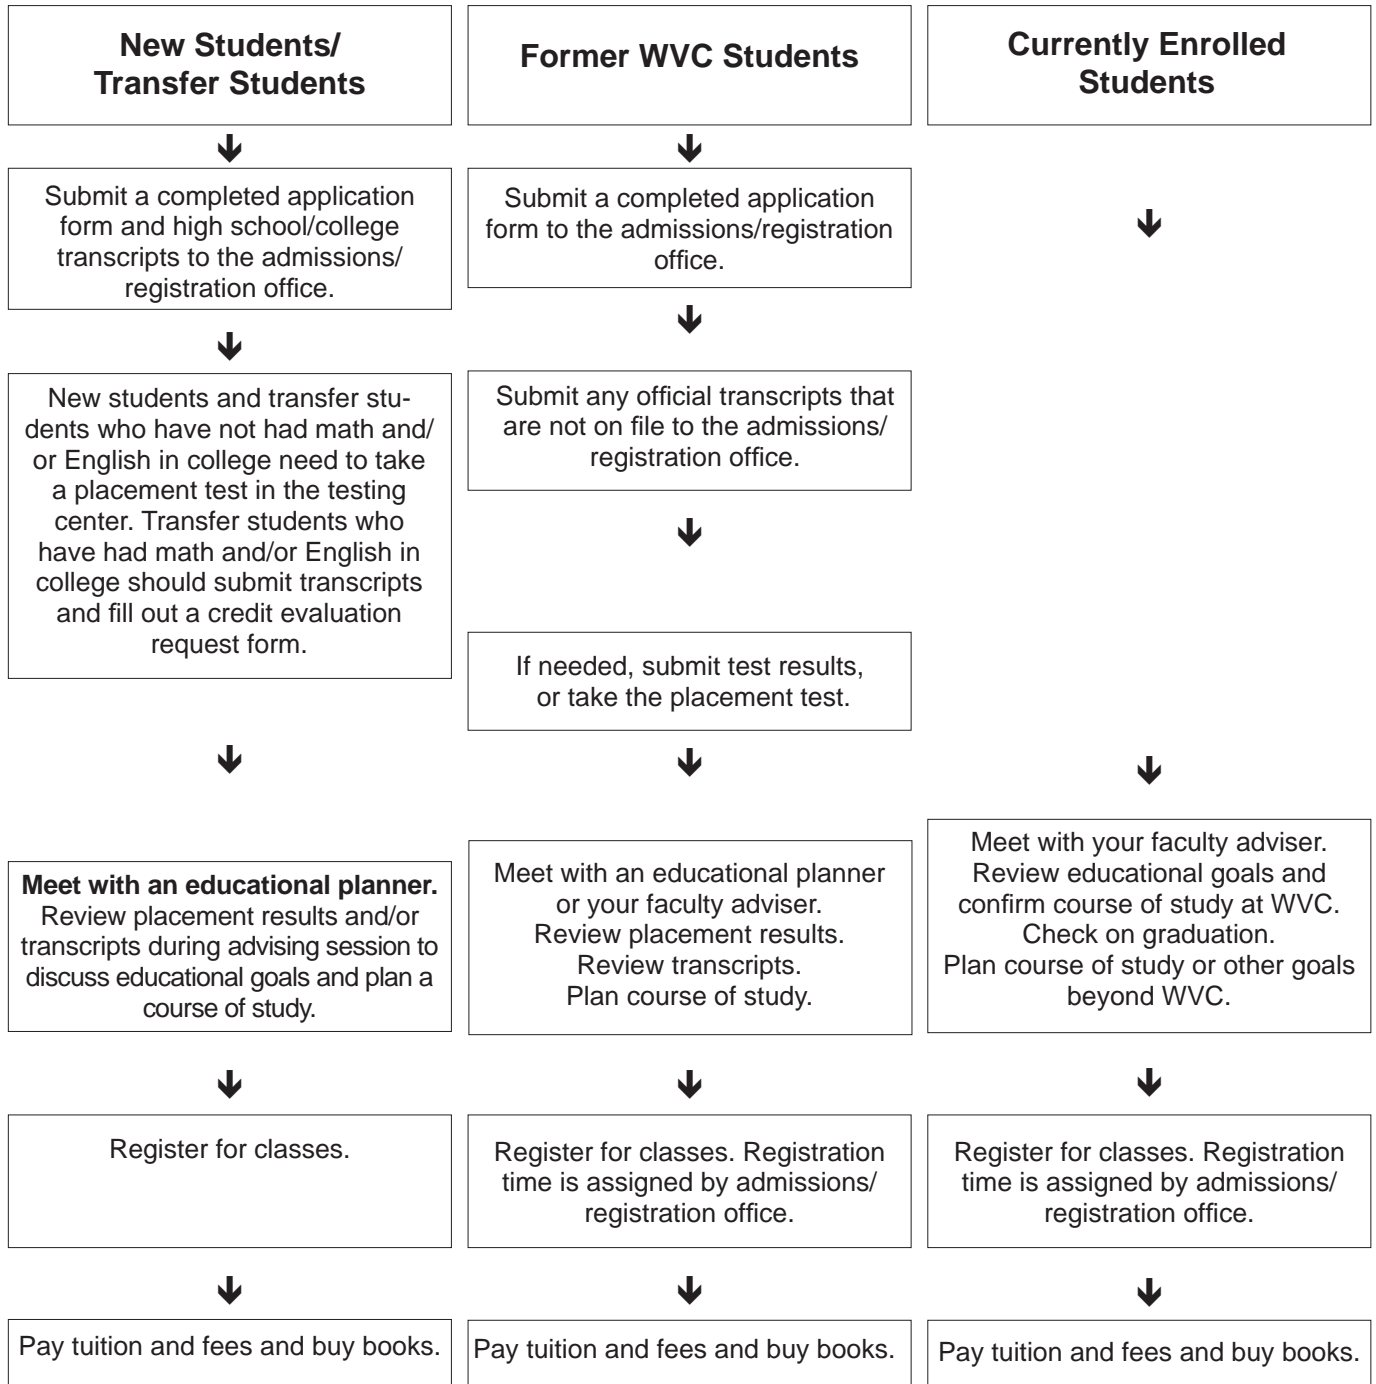 New Students/
Transfer Students
Submit a completed application
form and high school/college
transcripts to the admissions/
registration office.
New students and transfer stu-
dents who have not had math and/
or English in college need to take
a placement test in the testing
center. Transfer students who
have had math and/or English in
college should submit transcripts
and fill out a credit evaluation
request form.
Meet with an educational planner.
Review placement results and/or
transcripts during advising session to
discuss educational goals and plan a
course of study.
Register for classes.
Pay tuition and fees and buy books.
Former WVC Students
Submit a completed application
form to the admissions/registration
office.
Submit any official transcripts that
are not on file to the admissions/
registration office.
If needed, submit test results,
or take the placement test.
Meet with an educational planner
or your faculty adviser.
Review placement results.
Review transcripts.
Plan course of study.
Register for classes. Registration
time is assigned by admissions/
registration office.
Pay tuition and fees and buy books.
Currently Enrolled
Students
Meet with your faculty adviser.
Review educational goals and
confirm course of study at WVC.
Check on graduation.
Plan course of study or other goals
beyond WVC.
Register for classes. Registration
time is assigned by admissions/
registration office.
Pay tuition and fees and buy books.